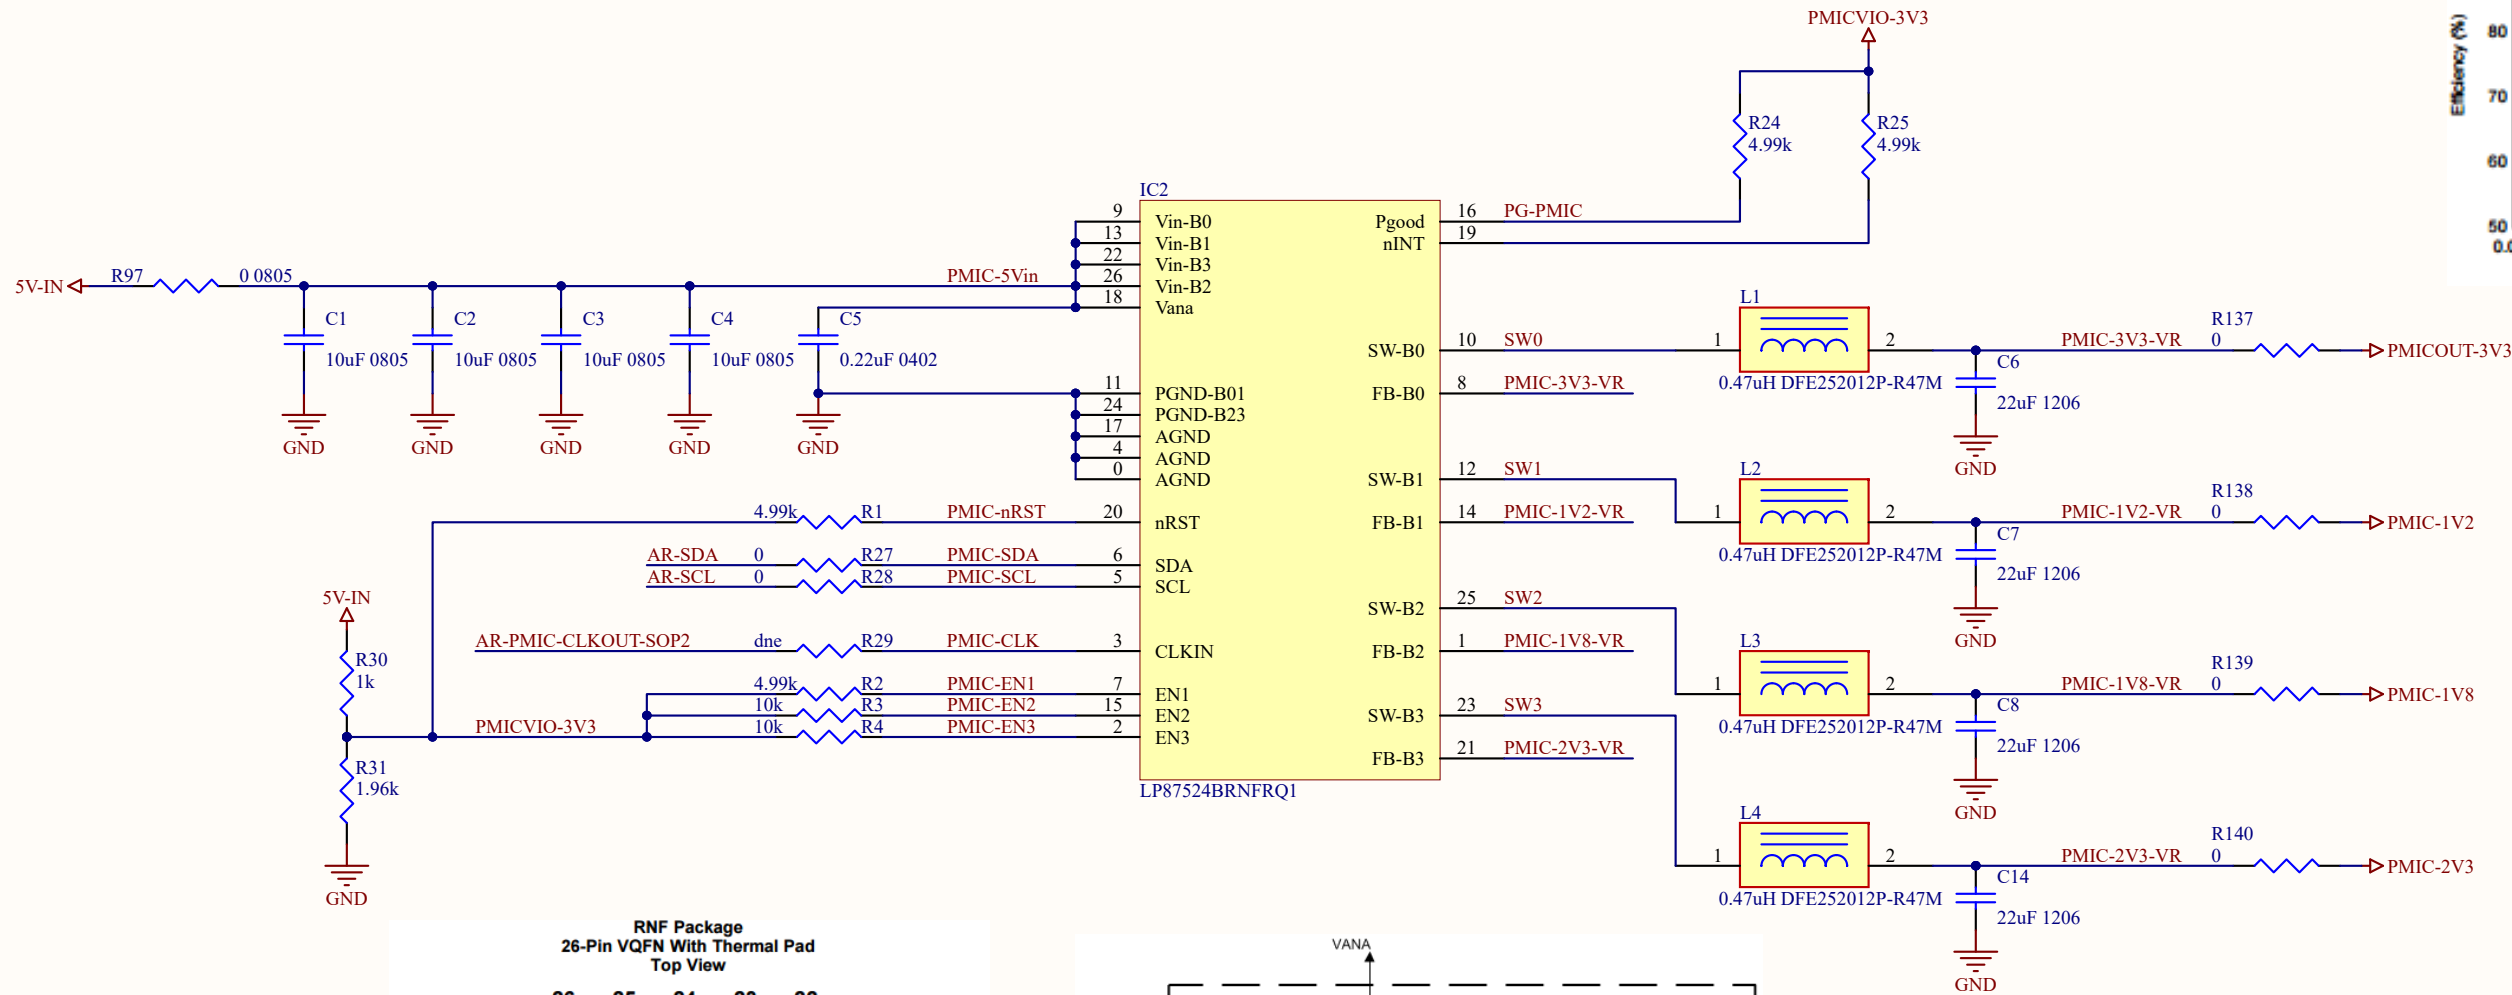 PMICVIO-3V3
Efficiency (%)
80
70
60
50
R24
4.99k
R25
4.99k
IC2
9
Vin-B0
Pgood
16
PG-PMIC
13
Vin-B1
nINT
19
22
Vin-B3
26
Vin-B2
18
Vana
5V-IN
R97
0 0805
PMIC-5Vin
C1
10uF 0805
GND
C2
10uF 0805
GND
C3
10uF 0805
GND
C4
10uF 0805
GND
C5
0.22uF 0402
GND
SW-B0
10
SW0
L1
1
2
0.47uH DFE252012P-R47M
PMIC-3V3-VR
R137
0
PMICOUT-3V3
C6
22uF 1206
GND
11
PGND-B01
FB-B0
8
PMIC-3V3-VR
24
PGND-B23
17
AGND
4
AGND
0
AGND
SW-B1
12
SW1
L2
1
2
0.47uH DFE252012P-R47M
PMIC-1V2-VR
R138
0
PMIC-1V2
C7
22uF 1206
GND
4.99k
R1
PMIC-nRST
20
nRST
FB-B1
14
PMIC-1V2-VR
AR-SDA
0
R27
PMIC-SDA
6
SDA
AR-SCL
0
R28
PMIC-SCL
5
SCL
SW-B2
25
SW2
L3
1
2
0.47uH DFE252012P-R47M
PMIC-1V8-VR
R139
0
PMIC-1V8
C8
22uF 1206
GND
AR-PMIC-CLKOUT-SOP2
dne
R29
PMIC-CLK
3
CLKIN
FB-B2
1
PMIC-1V8-VR
5V-IN
R30
1k
4.99k
R2
PMIC-EN1
7
EN1
10k
R3
PMIC-EN2
15
EN2
SW-B3
23
SW3
PMICVIO-3V3
10k
R4
PMIC-EN3
2
EN3
FB-B3
21
PMIC-2V3-VR
R31
1.96k
GND
LP87524BRNFRQ1
L4
1
2
0.47uH DFE252012P-R47M
PMIC-2V3-VR
R140
0
PMIC-2V3
C14
22uF 1206
GND
RNF Package
26-Pin VQFN With Thermal Pad
Top View
VANA